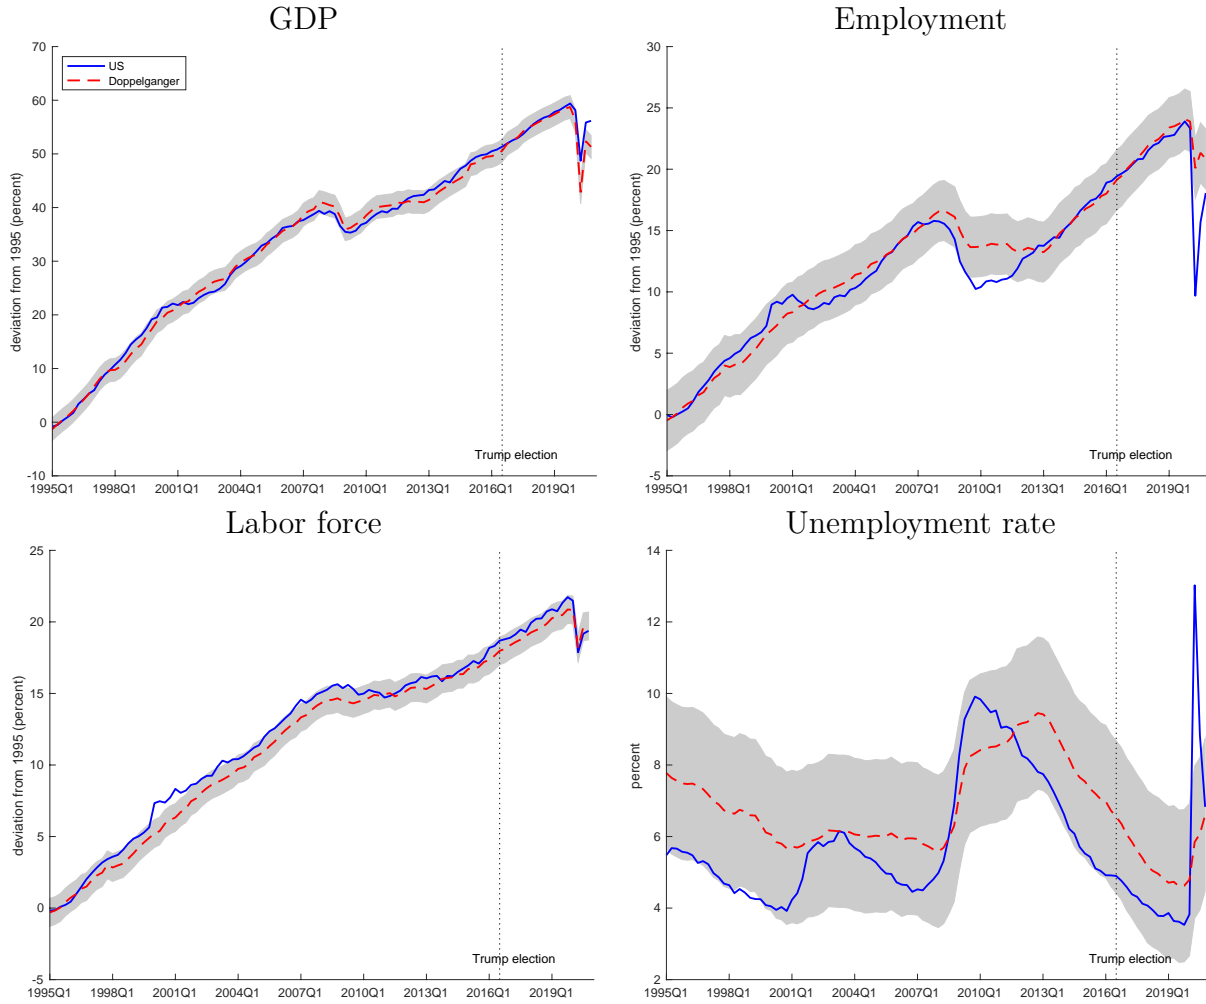 GDP
70
60
50
40
30
20
10
0
-10
deviation from 1995 (percent)
US
Doppelganger
Trump election
1995Q1 1998Q1 2001Q1 2004Q1 2007Q1 2010Q1 2013Q1 2016Q1 2019Q1
Employment
30
25
20
15
10
5
0
-5
deviation from 1995 (percent)
Trump election
1995Q1 1998Q1 2001Q1 2004Q1 2007Q1 2010Q1 2013Q1 2016Q1 2019Q1
Labor force
25
20
15
10
5
0
-5
deviation from 1995 (percent)
Trump election
1995Q1 1998Q1 2001Q1 2004Q1 2007Q1 2010Q1 2013Q1 2016Q1 2019Q1
Unemployment rate
14
12
10
8
6
4
2
percent
Trump election
1995Q1 1998Q1 2001Q1 2004Q1 2007Q1 2010Q1 2013Q1 2016Q1 2019Q1